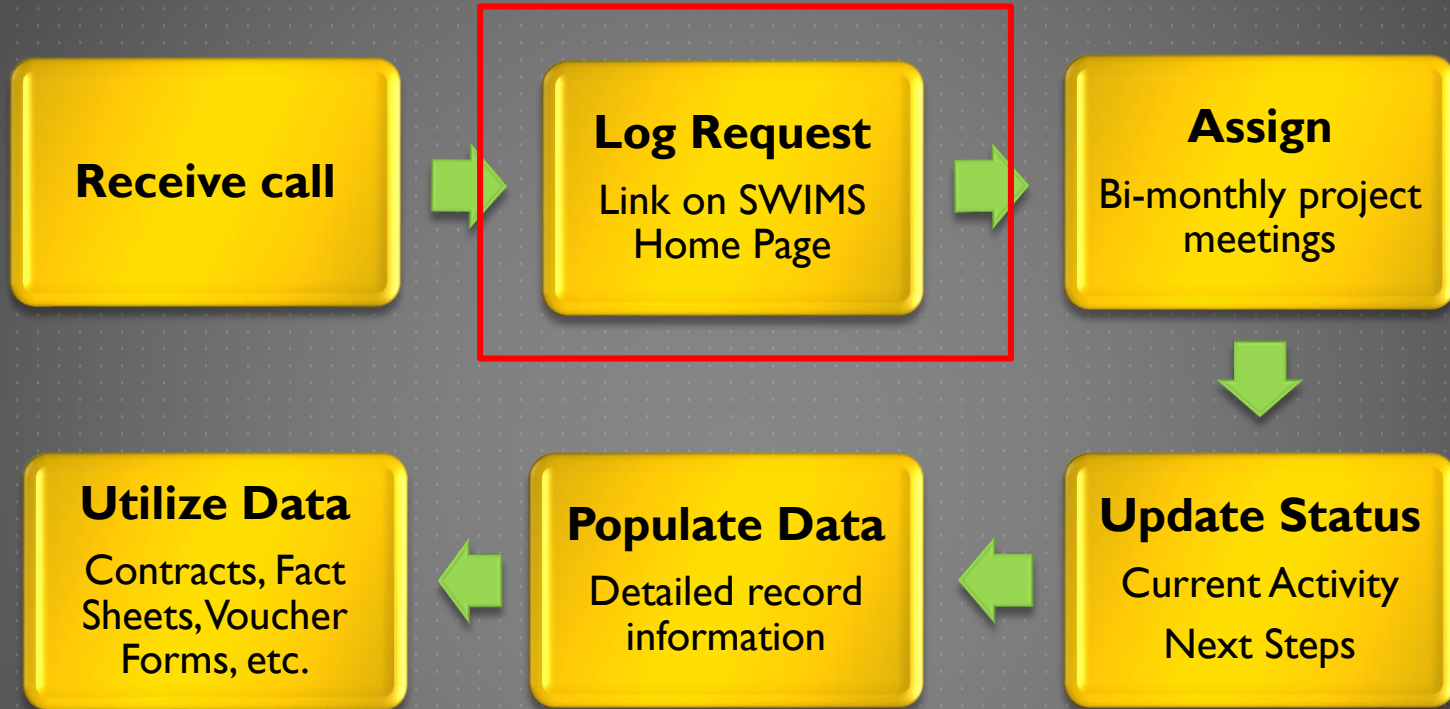 Receive call
Log Request
Link on SWIMS
Home Page
Assign
Bi-monthly project
meetings
Update Status
Current Activity
Next Steps
Populate Data
Detailed record
information
Utilize Data
Contracts, Fact
Sheets, Voucher
Forms, etc.